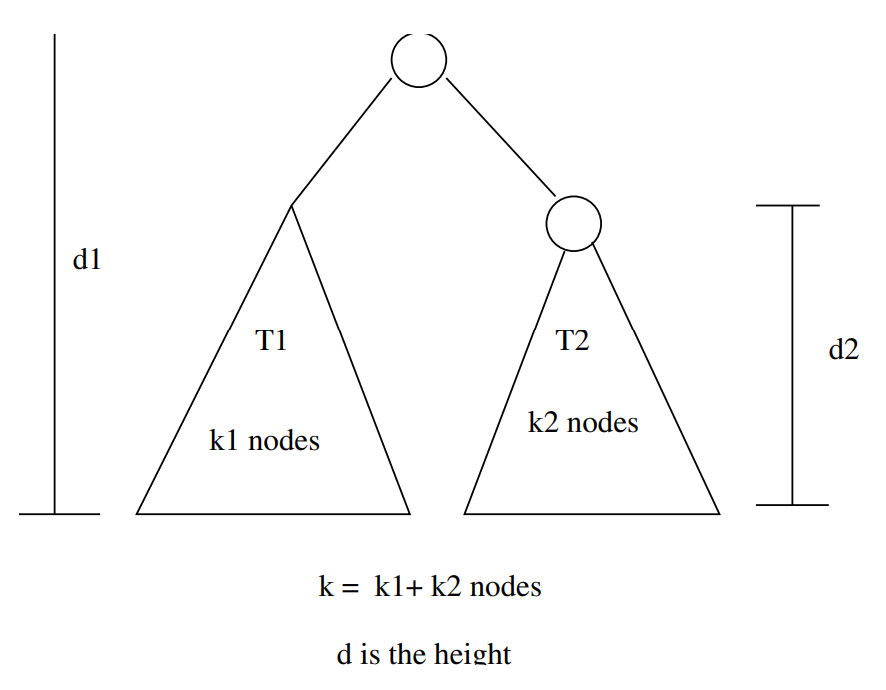 d1
T1
T2
d2
k1 nodes
k2 nodes
k = k1+ k2 nodes
d is the height